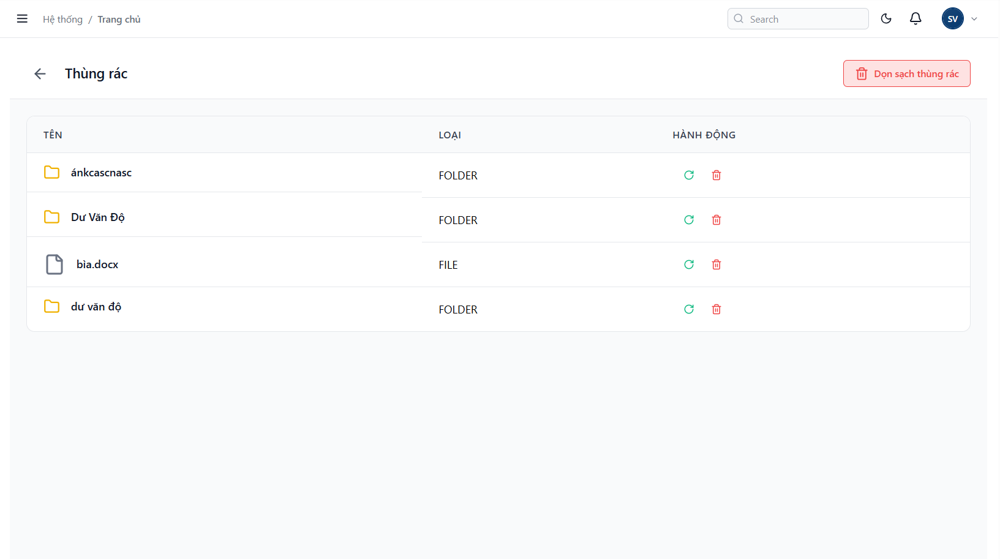 Hệ thống / Trang chủ
Search
SV
Thùng rác
Dọn sạch thùng rác
TÊN LOẠI HÀNH ĐỘNG
ánkcascnasc FOLDER
Dư Văn Độ FOLDER
bìa.docx FILE
dư văn độ FOLDER